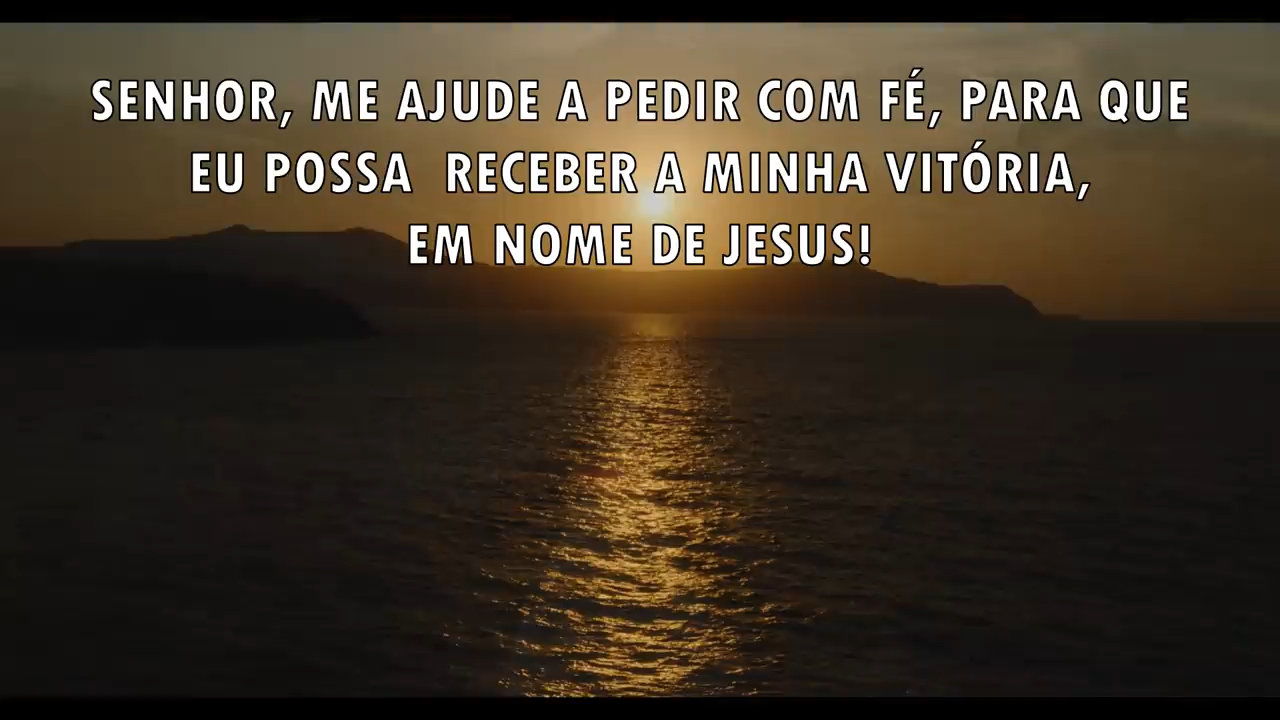 SENHOR, ME AJUDE A PEDIR COM FÉ, PARA QUE
EU POSSA RECEBER A MINHA VITÓRIA,
EM NOME DE JESUS!